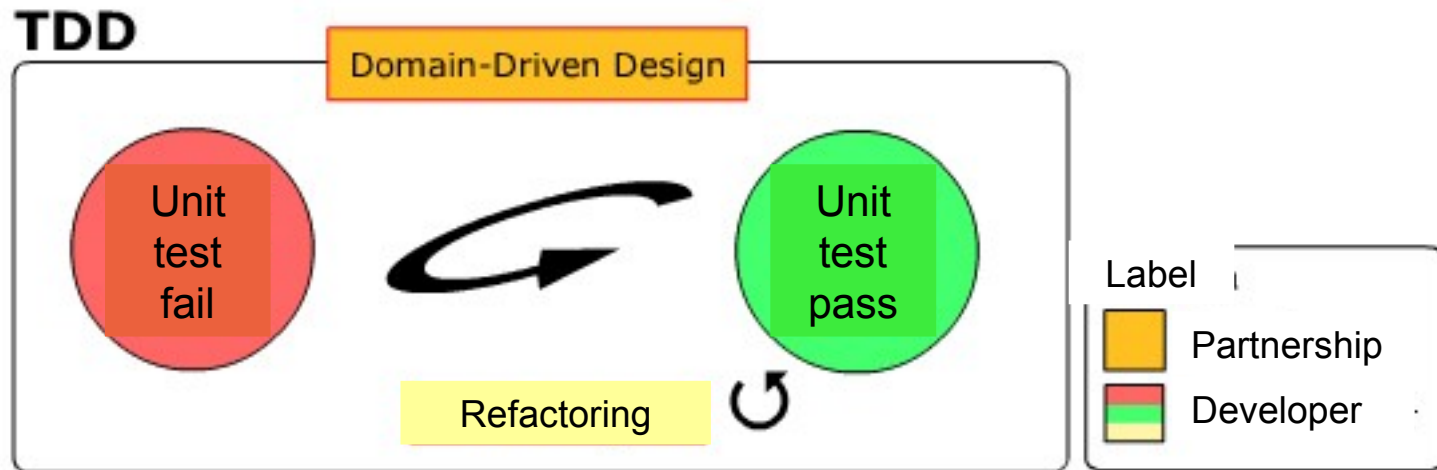 TDD
Domain-Driven Design
Unit
test
fail
Unit
test
pass
Refactoring
Label
Partnership
Developer